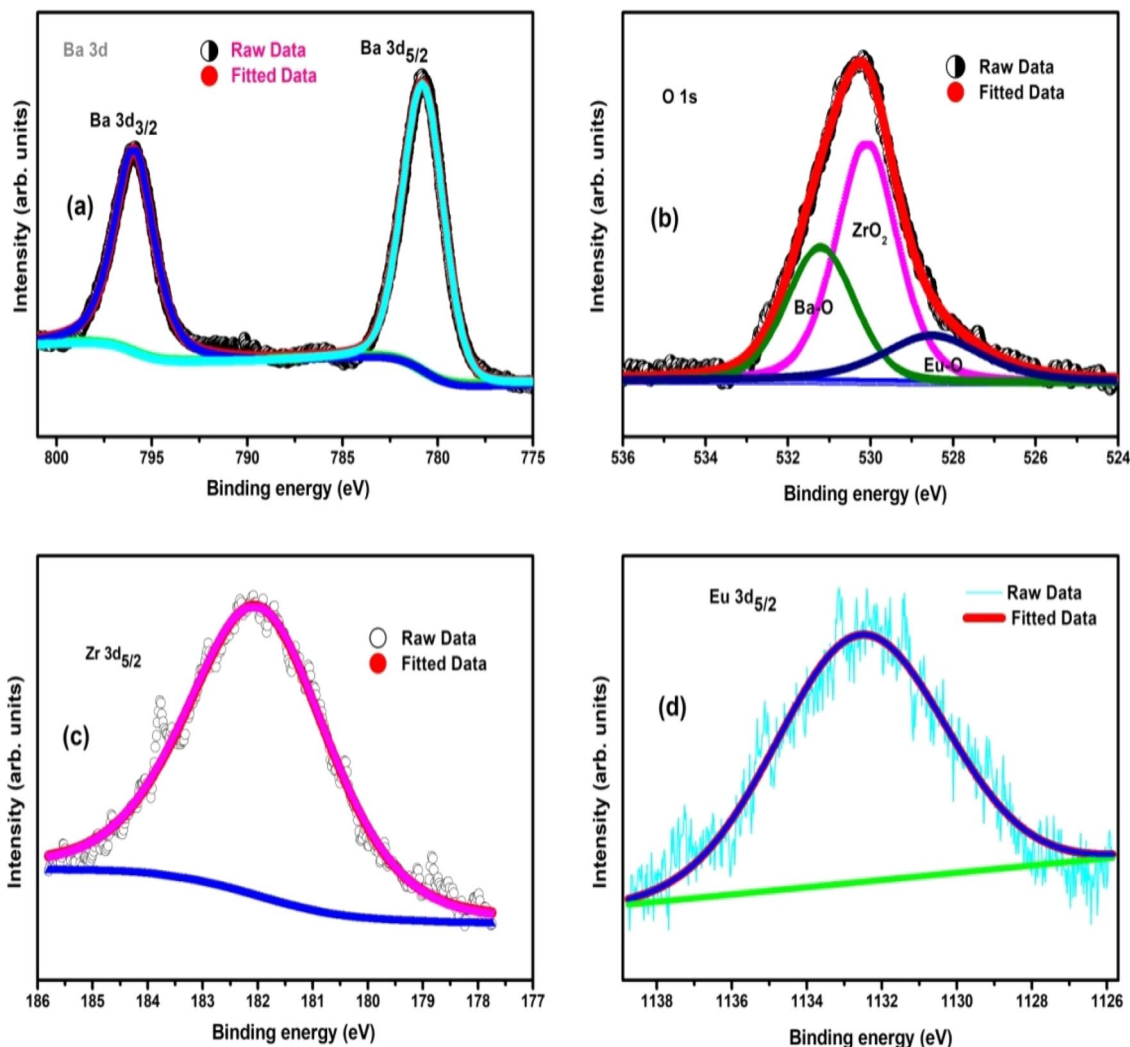 Ba 3d
Raw Data
Fitted Data
Ba 3d5/2
Ba 3d3/2
(a)
Intensity (arb. units)
800 795 790 785 780 775
Binding energy (eV)
O 1s
Raw Data
Fitted Data
(b)
ZrO2
Ba-O
Eu-O
Intensity (arb. units)
536 534 532 530 528 526 524
Binding energy (eV)
Zr 3d5/2
Raw Data
Fitted Data
(c)
Intensity (arb. units)
186 185 184 183 182 181 180 179 178 177
Binding energy (eV)
Eu 3d5/2
Raw Data
Fitted Data
(d)
Intensity (arb. units)
1138 1136 1134 1132 1130 1128 1126
Binding energy (eV)